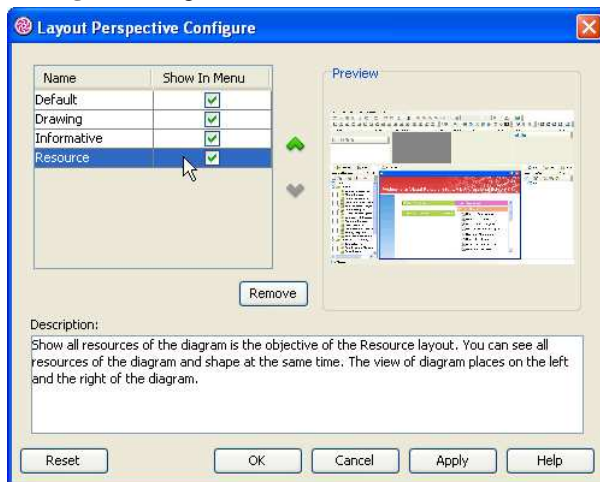 Layout Perspective Configure
Name Show In Menu
Default
Drawing
Informative
Resource
Preview
Remove
Description:
Show all resources of the diagram is the objective of the Resource layout. You can see all
resources of the diagram and shape at the same time. The view of diagram places on the left
and the right of the diagram.
Reset OK Cancel Apply Help